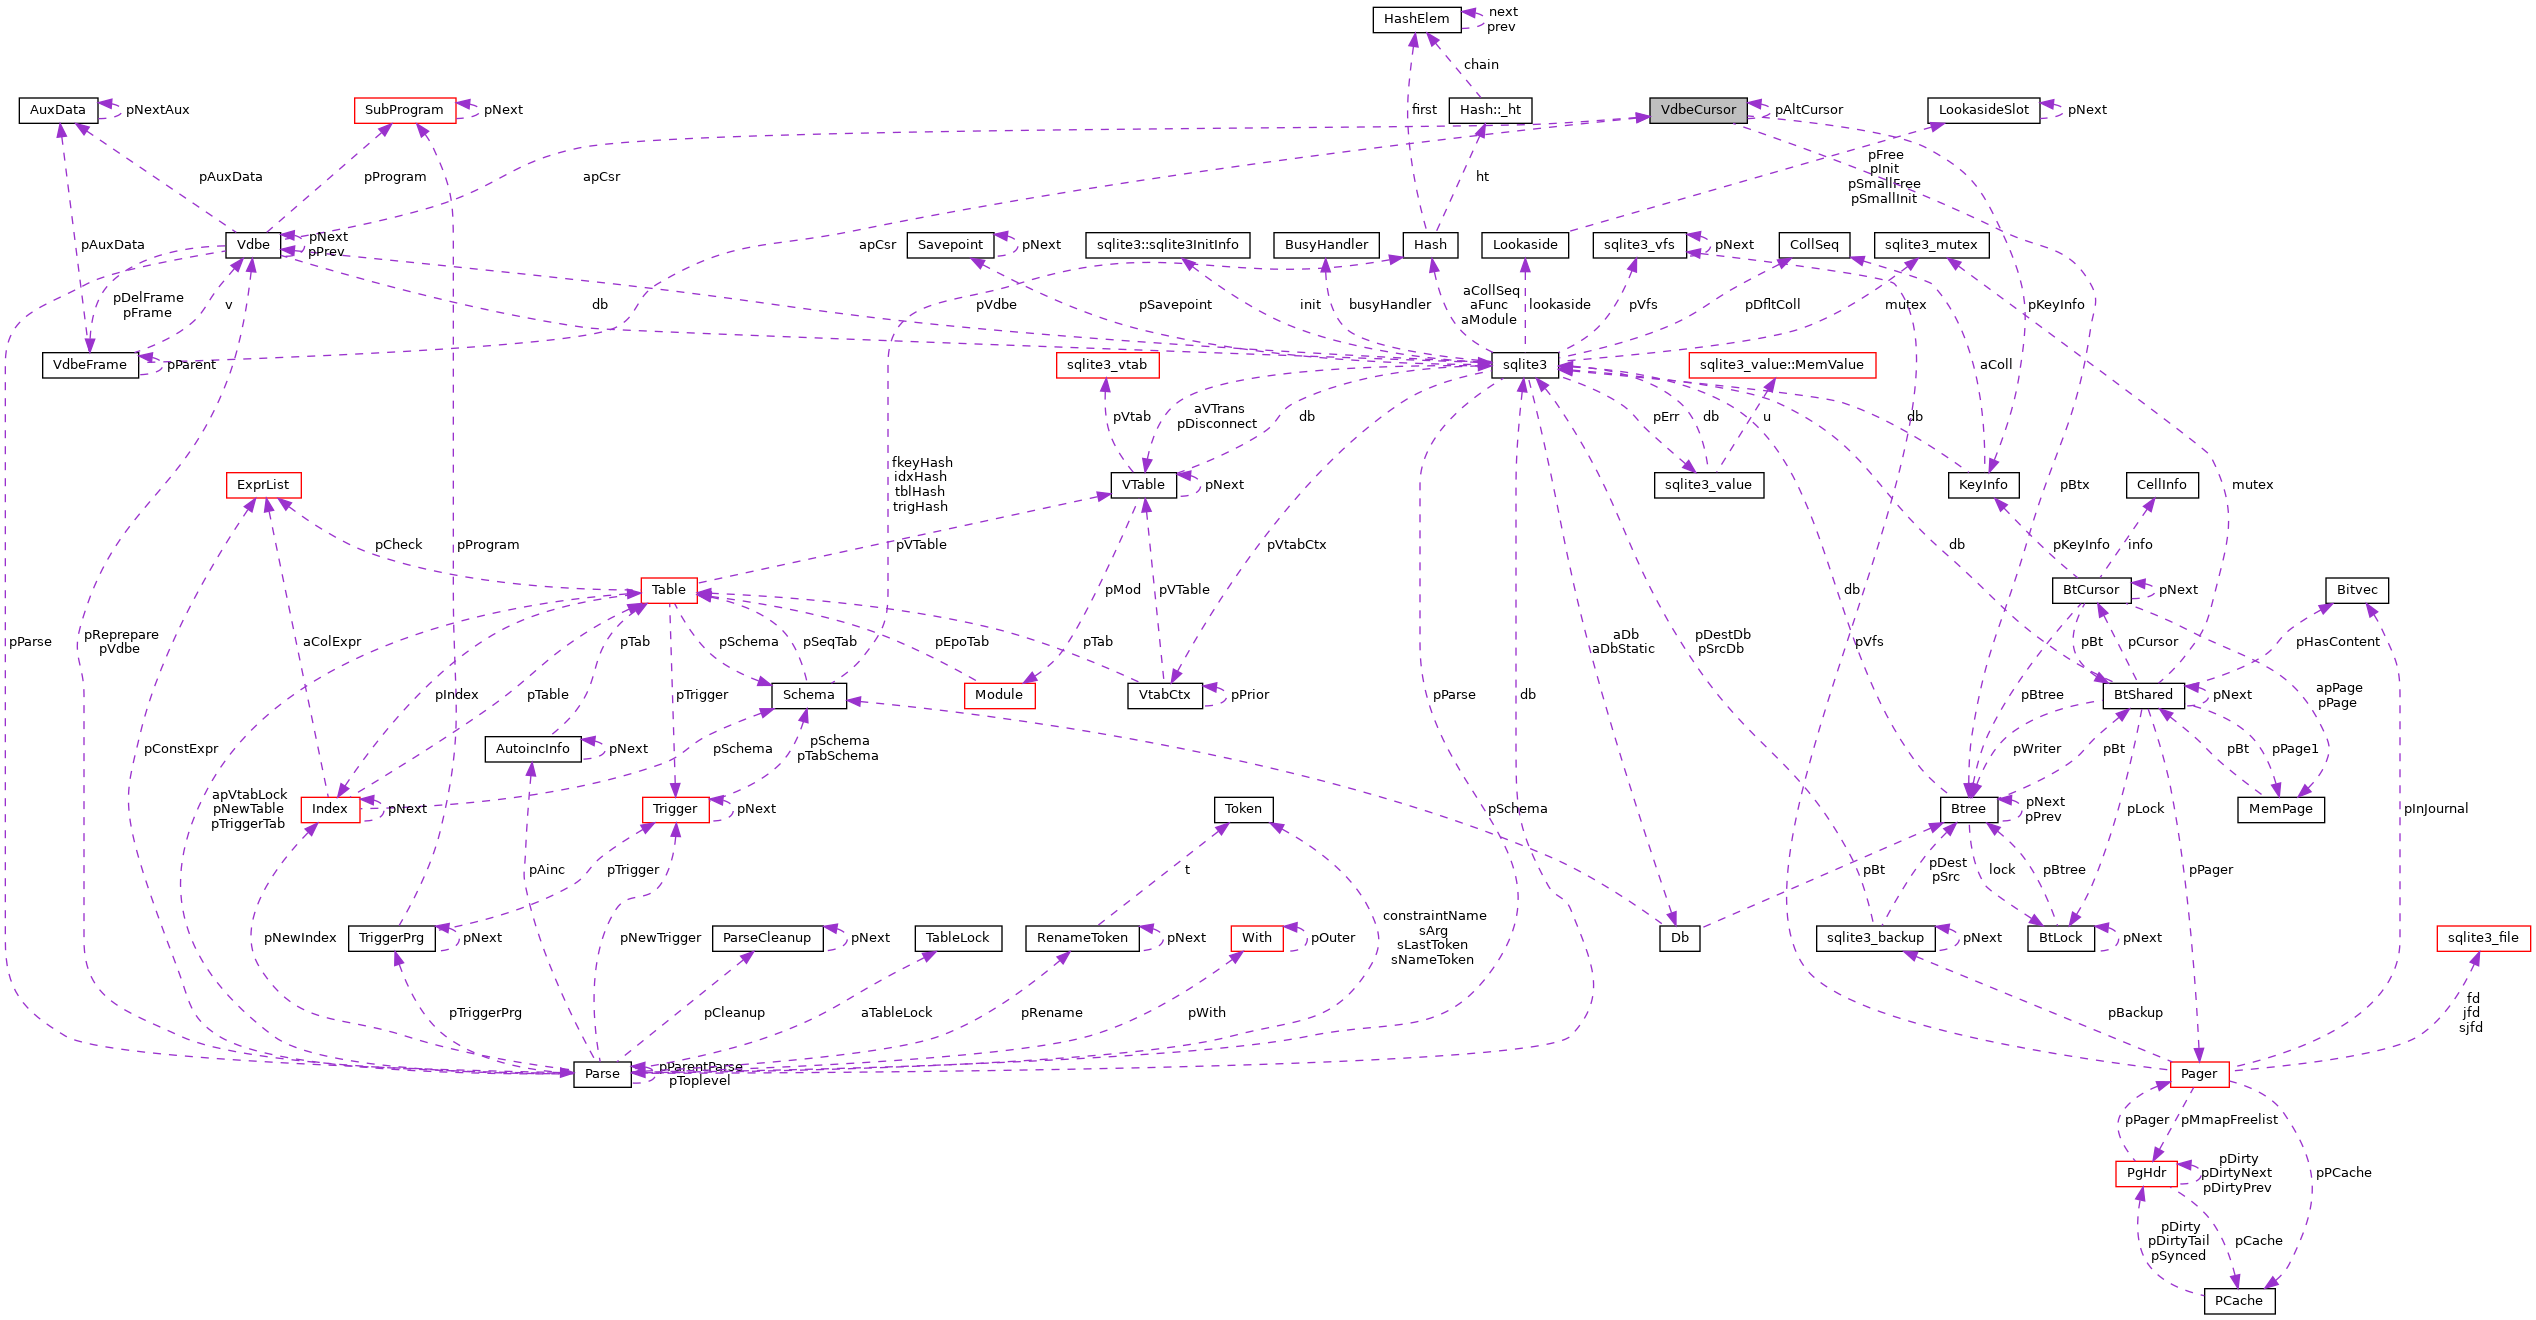 HashElem
next
prev
chain
AuxData
pNextAux
SubProgram
pNext
first
Hash::_ht
VdbeCursor
pAltCursor
LookasideSlot
pNext
pAuxData
pProgram
apCsr
ht
pFree
pInit
pSmallFree
pSmallInit
pAuxData
Vdbe
pNext
pPrev
apCsr
Savepoint
pNext
sqlite3::sqlite3InitInfo
BusyHandler
Hash
Lookaside
sqlite3_vfs
pNext
CollSeq
sqlite3_mutex
pDelFrame
pFrame
v
db
pVdbe
pSavepoint
init
busyHandler
aCollSeq
aFunc
aModule
lookaside
pVfs
pDfltColl
mutex
pKeyInfo
VdbeFrame
pParent
sqlite3_vtab
sqlite3
sqlite3_value::MemValue
aColl
pVtab
aVTrans
pDisconnect
db
pErr
db
u
db
ExprList
fkeyHash
idxHash
tblHash
trigHash
VTable
pNext
sqlite3_value
KeyInfo
pBtx
CellInfo
mutex
pCheck
pProgram
pVTable
pVtabCtx
db
pKeyInfo
info
Table
pMod
pVTable
db
BtCursor
pNext
Bitvec
pParse
pReprepare
pVdbe
aColExpr
pTab
pSchema
pSeqTab
pEpoTab
pTab
aDb
aDbStatic
pDestDb
pSrcDb
pVfs
pBt
pCursor
pHasContent
pIndex
pTable
pTrigger
Schema
Module
VtabCtx
pPrior
pParse
db
pBtree
BtShared
pNext
apPage
pPage
pConstExpr
AutoincInfo
pNext
pSchema
pSchema
pTabSchema
pWriter
pBt
pBt
pPage1
apVtabLock
pNewTable
pTriggerTab
Index
pNext
Trigger
pNext
Token
pSchema
Btree
pNext
pPrev
pLock
MemPage
pInJournal
pAinc
pTrigger
t
pBt
pDest
pSrc
lock
pBtree
pPager
pNewIndex
TriggerPrg
pNext
pNewTrigger
ParseCleanup
pNext
TableLock
RenameToken
pNext
With
pOuter
constraintName
sArg
sLastToken
sNameToken
Db
sqlite3_backup
pNext
BtLock
pNext
sqlite3_file
pTriggerPrg
pCleanup
aTableLock
pRename
pWith
pBackup
fd
jfd
sjfd
Parse
pParentParse
pToplevel
Pager
pPager
pMmapFreelist
PgHdr
pDirty
pDirtyNext
pDirtyPrev
pPCache
pDirty
pDirtyTail
pSynced
pCache
PCache